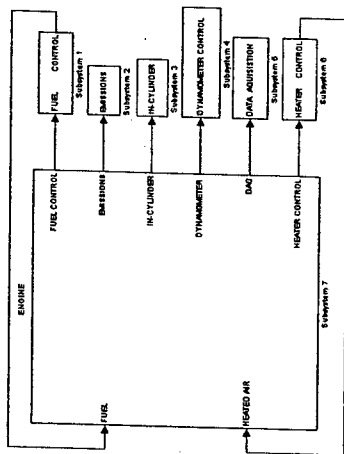 ENGINE
FUEL
HEATED AIR
FUEL CONTROL
EMISSIONS
IN-CYLINDER
DYNAMOMETER
DAQ
HEATER CONTROL
Subsystem 7
FUEL CONTROL
Subsystem 1
EMISSIONS
Subsystem 2
IN-CYLINDER
Subsystem 3
DYNAMOMETER CONTROL
Subsystem 4
DATA AQUISISTION
Subsystem 5
HEATER CONTROL
Subsystem 6